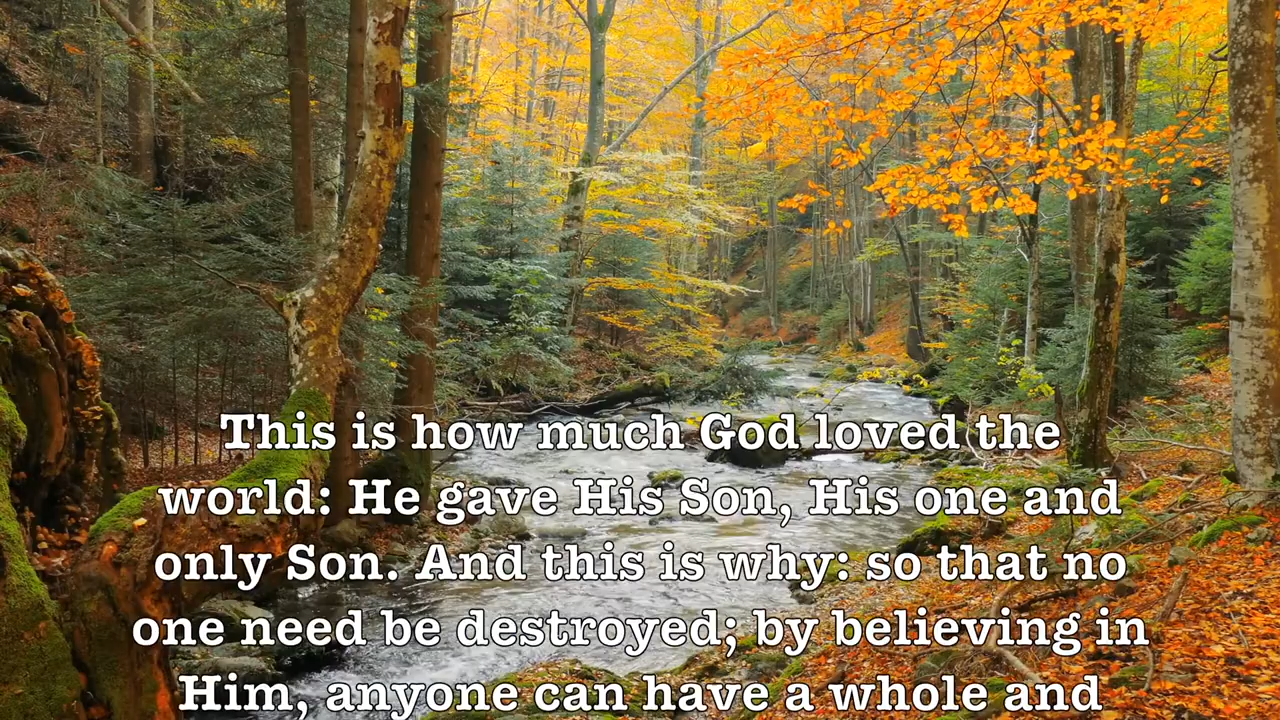 This is how much God loved the
world: He gave His Son, His one and
only Son. And this is why: so that no
one need be destroyed; by believing in
Him, anyone can have a whole and